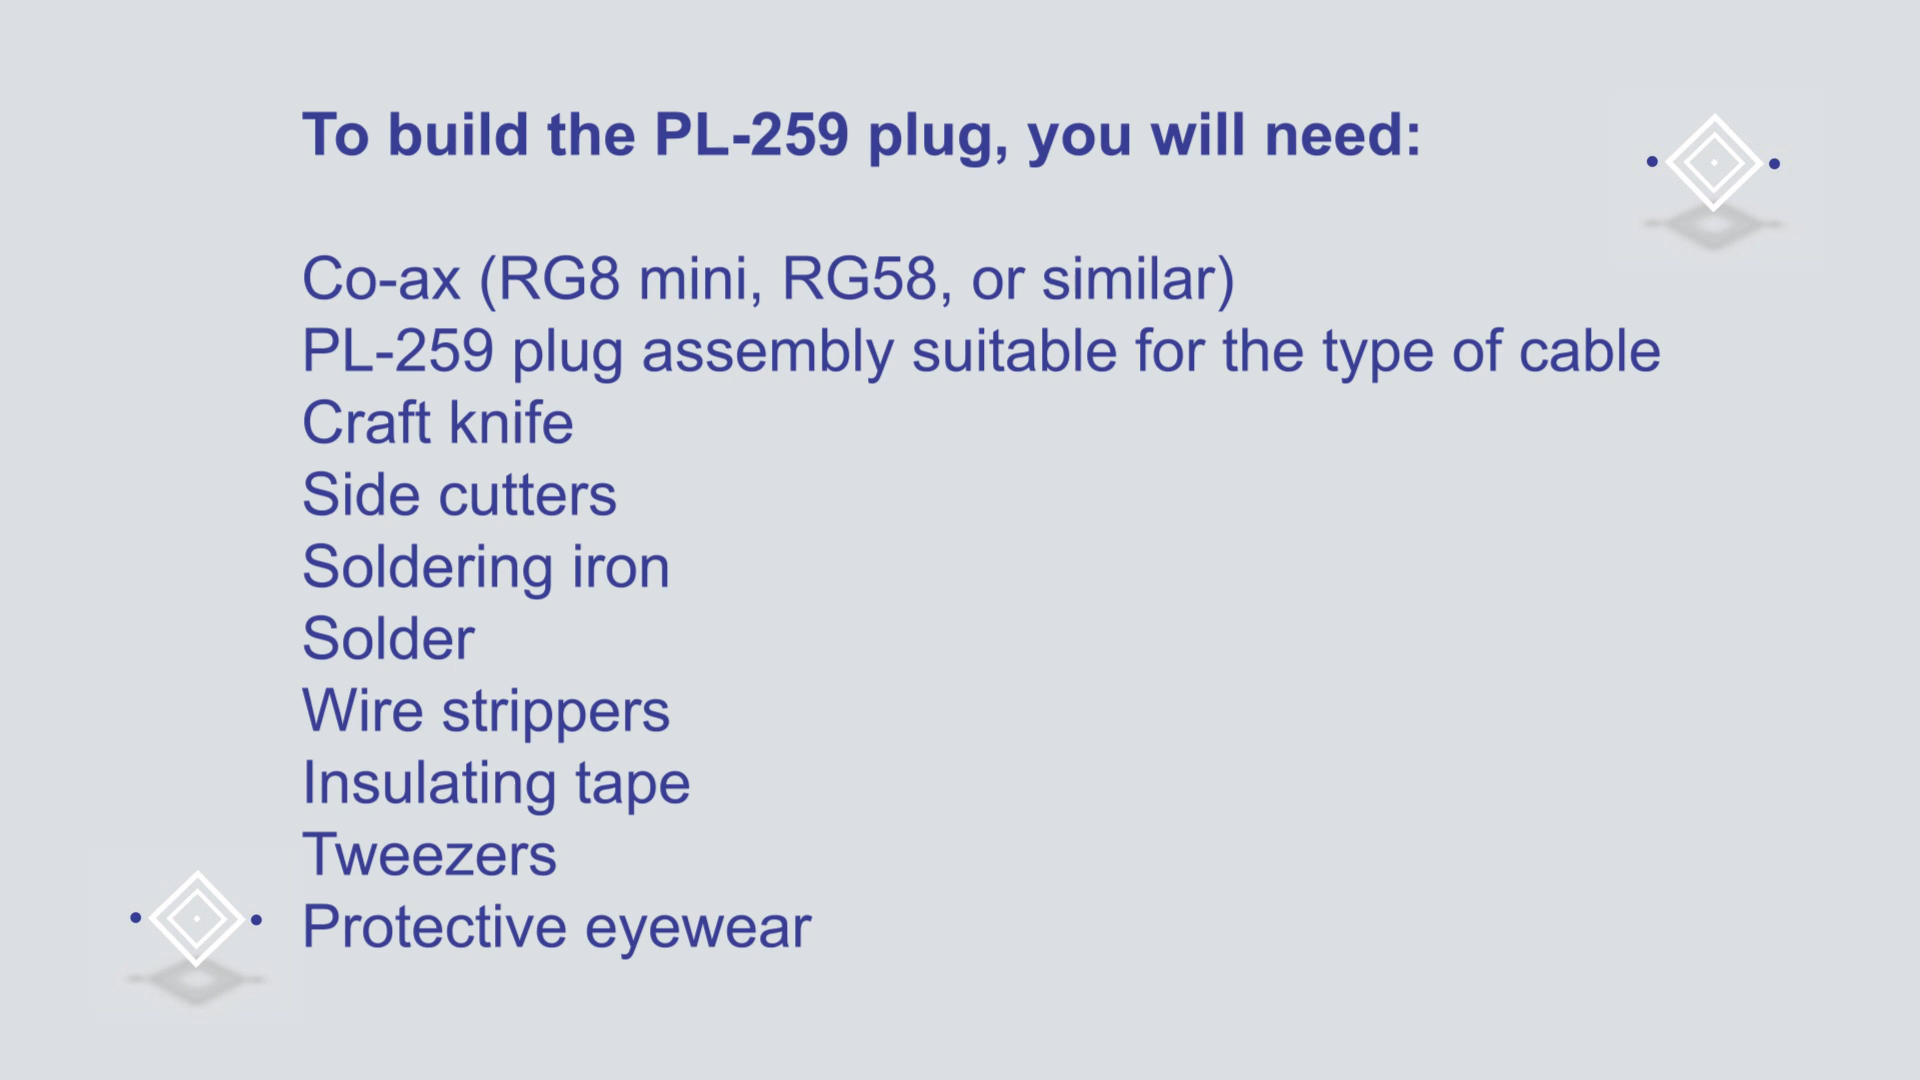 To build the PL-259 plug, you will need:
Co-ax (RG8 mini, RG58, or similar)
PL-259 plug assembly suitable for the type of cable
Craft knife
Side cutters
Soldering iron
Solder
Wire strippers
Insulating tape
Tweezers
Protective eyewear